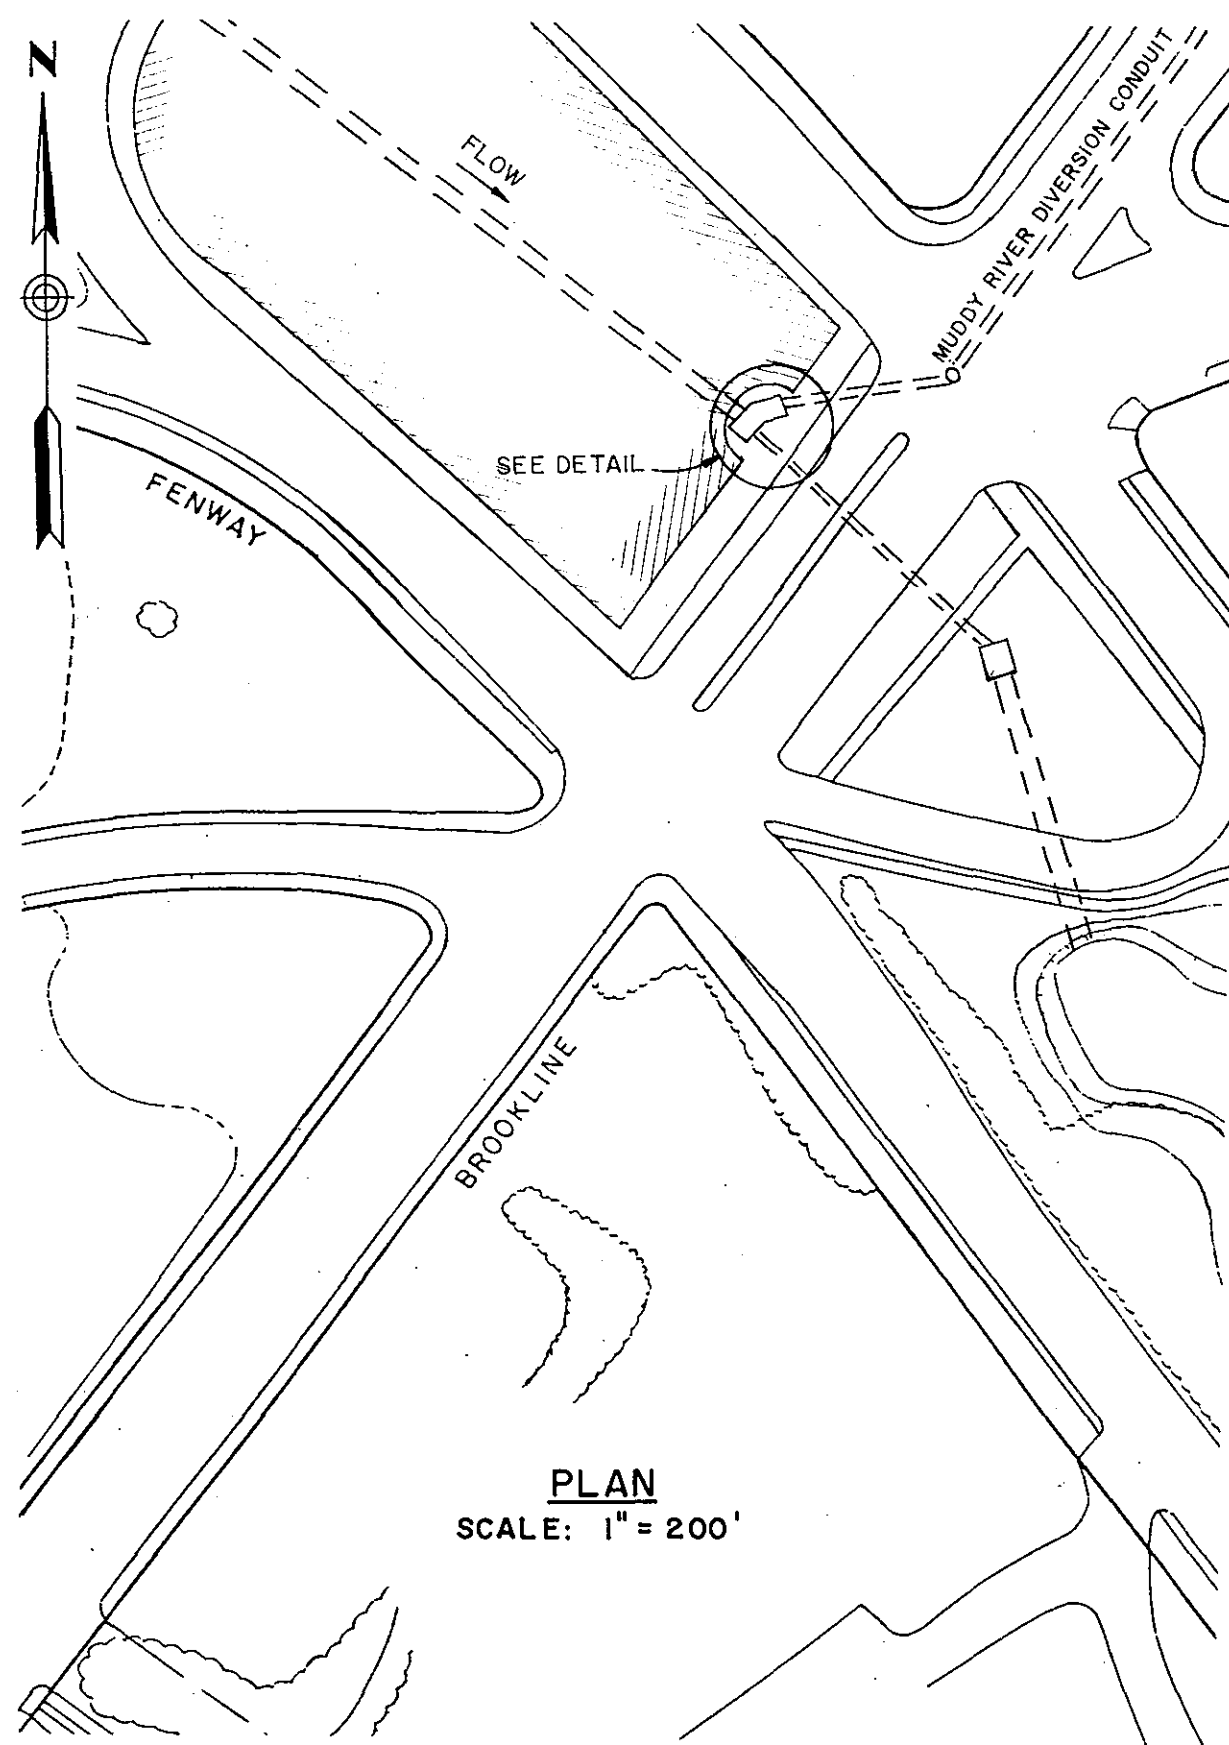 N
FLOW
MUDDY RIVER DIVERSION CONDUIT
SEE DETAIL
FENWAY
BROOKLINE
PLAN
SCALE: 1" = 200'